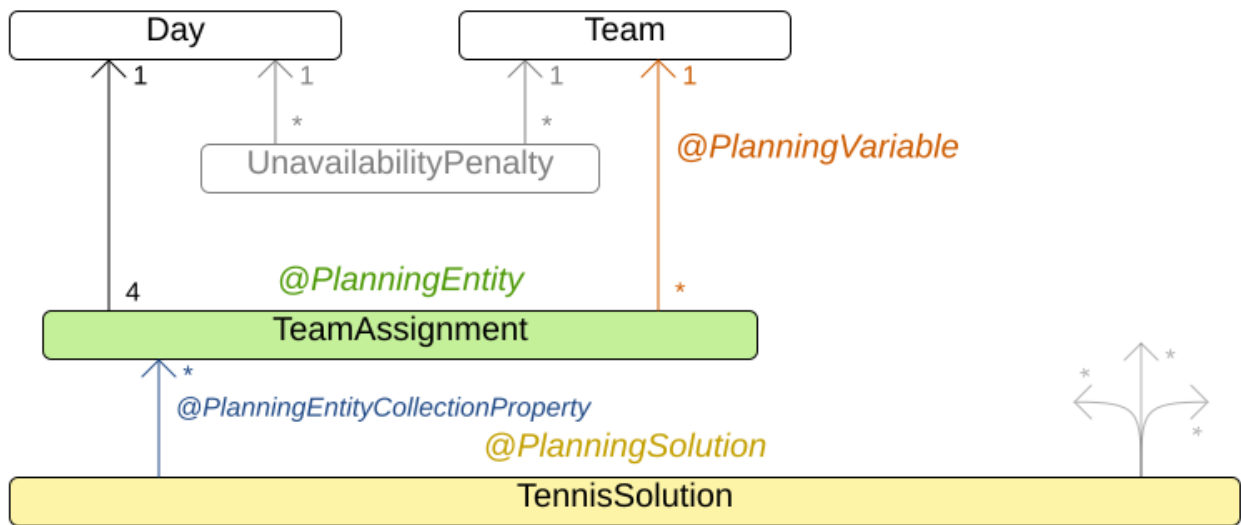 Day
Team
1
1
1
1
*
*
@PlanningVariable
UnavailabilityPenalty
@PlanningEntity
4
*
TeamAssignment
*
*
*
@PlanningEntityCollectionProperty
*
@PlanningSolution
TennisSolution